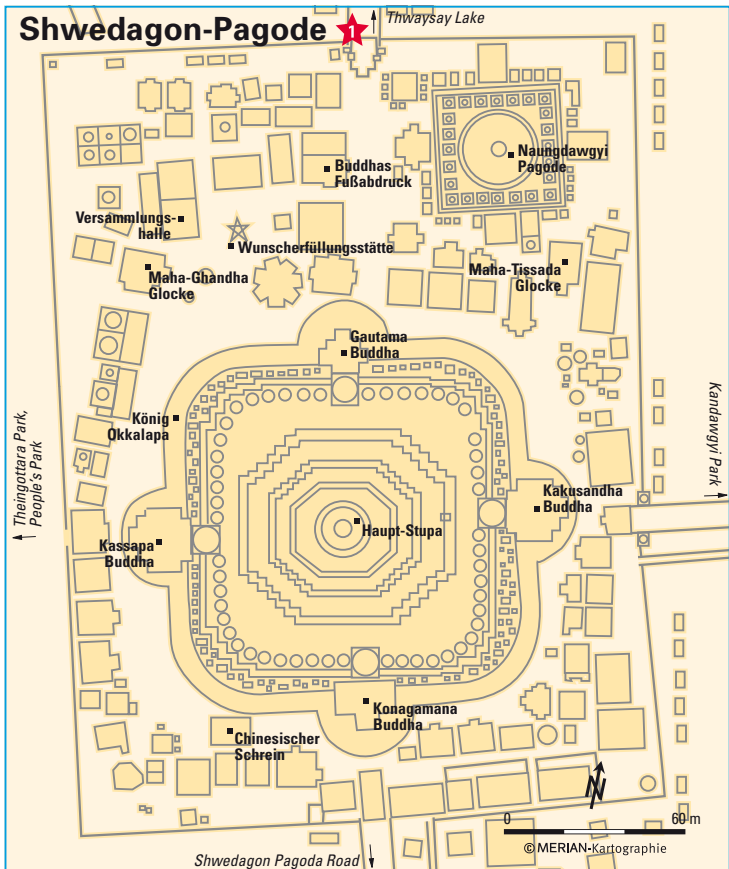 Shwedagon-Pagode
1
Thwaysay Lake
Naungdawgyi
Pagode
Buddhas
Fußabdruck
Versammlungs-
halle
Wunscherfüllungsstätte
Maha-Ghandha
Glocke
Maha-Tissada
Glocke
Gautama
Buddha
König
Okkalapa
Kandawgyi Park
Theingottara Park,
People's Park
Kakusandha
Buddha
Haupt-Stupa
Kassapa
Buddha
Konagamana
Buddha
Chinesischer
Schrein
N
0 60 m
©MERIAN-Kartographie
Shwedagon Pagoda Road